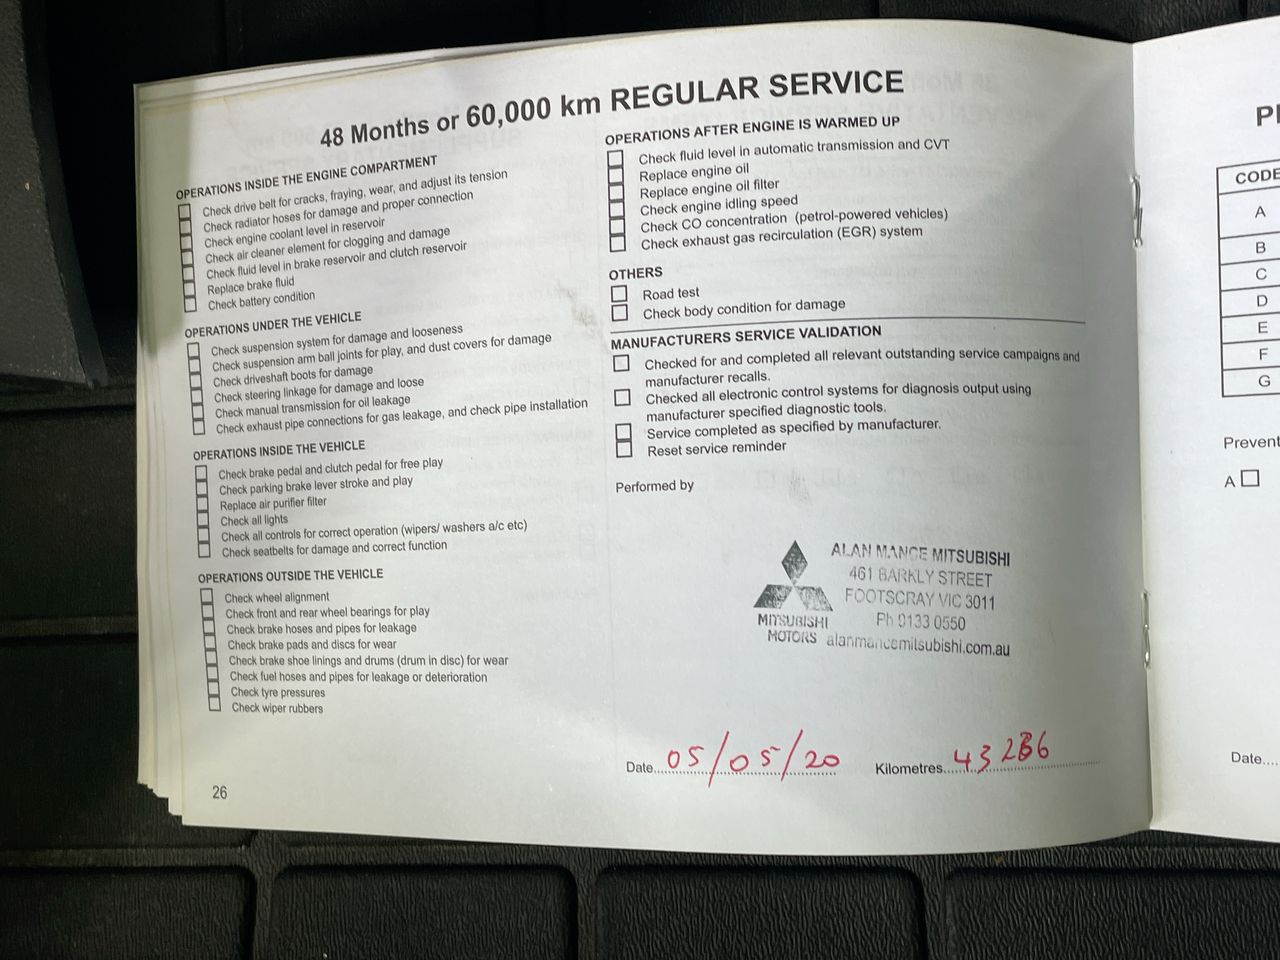 48 Months or 60,000 km REGULAR SERVICE
OPERATIONS INSIDE THE ENGINE COMPARTMENT
Check drive belt for cracks, fraying, wear, and adjust its tension
Check radiator hoses for damage and proper connection
Check engine coolant level in reservoir
Check air cleaner element for clogging and damage
Check fluid level in brake reservoir and clutch reservoir
Replace brake fluid
Check battery condition
OPERATIONS UNDER THE VEHICLE
Check suspension system for damage and looseness
Check suspension arm ball joints for play, and dust covers for damage
Check driveshaft boots for damage
Check steering linkage for damage and loose
Check manual transmission for oil leakage
Check exhaust pipe connections for gas leakage, and check pipe installation
OPERATIONS INSIDE THE VEHICLE
Check brake pedal and clutch pedal for free play
Check parking brake lever stroke and play
Replace air purifier filter
Check all lights
Check all controls for correct operation (wipers/ washers a/c etc)
Check seatbelts for damage and correct function
OPERATIONS OUTSIDE THE VEHICLE
Check wheel alignment
Check front and rear wheel bearings for play
Check brake hoses and pipes for leakage
Check brake pads and discs for wear
Check brake shoe linings and drums (drum in disc) for wear
Check fuel hoses and pipes for leakage or deterioration
Check tyre pressures
Check wiper rubbers
26
OPERATIONS AFTER ENGINE IS WARMED UP
Check fluid level in automatic transmission and CVT
Replace engine oil
Replace engine oil filter
Check engine idling speed
Check CO concentration (petrol-powered vehicles)
Check exhaust gas recirculation (EGR) system
OTHERS
Road test
Check body condition for damage
MANUFACTURERS SERVICE VALIDATION
Checked for and completed all relevant outstanding service campaigns and
manufacturer recalls.
Checked all electronic control systems for diagnosis output using
manufacturer specified diagnostic tools.
Service completed as specified by manufacturer.
Reset service reminder
Performed by
MITSUBISHI
MOTORS
ALAN MANCE MITSUBISHI
461 BARKLY STREET
FOOTSCRAY VIC 3011
Ph 9133 0550
alanmancemitsubishi.com.au
Date 05/05/20 Kilometres 43
CODE
A
B
C
D
E
F
G
A
Date